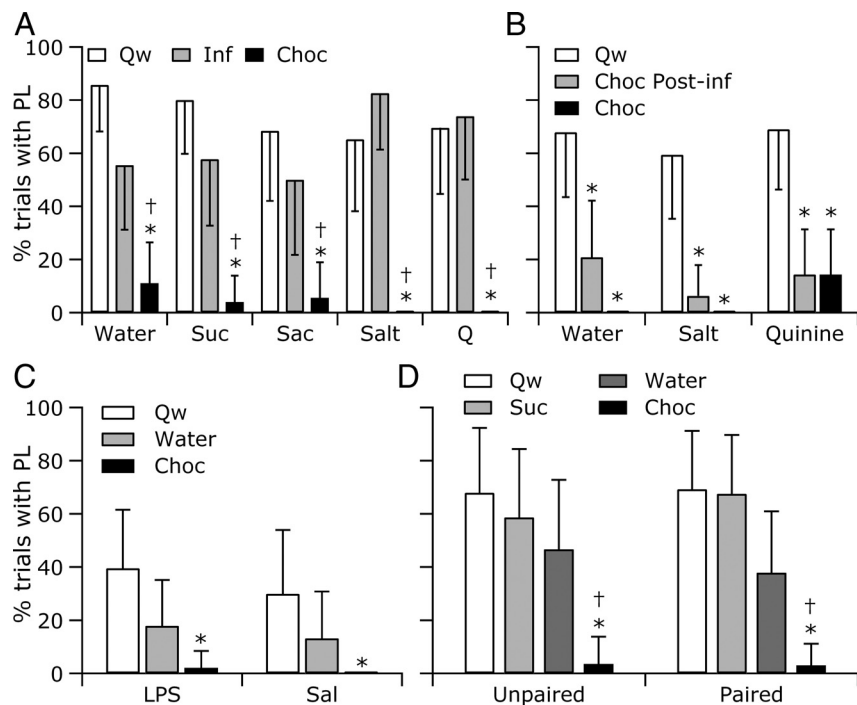 A
Qw Inf Choc
100
80
60
40
20
0
% trials with PL
† * † * † * † * † *
Water Suc Sac Salt Q
B
Qw
Choc Post-inf
Choc
* * * * * *
Water Salt Quinine
C
Qw
Water
Choc
100
80
60
40
20
0
% trials with PL
* *
LPS Sal
D
Qw Water
Suc Choc
† * † *
Unpaired Paired